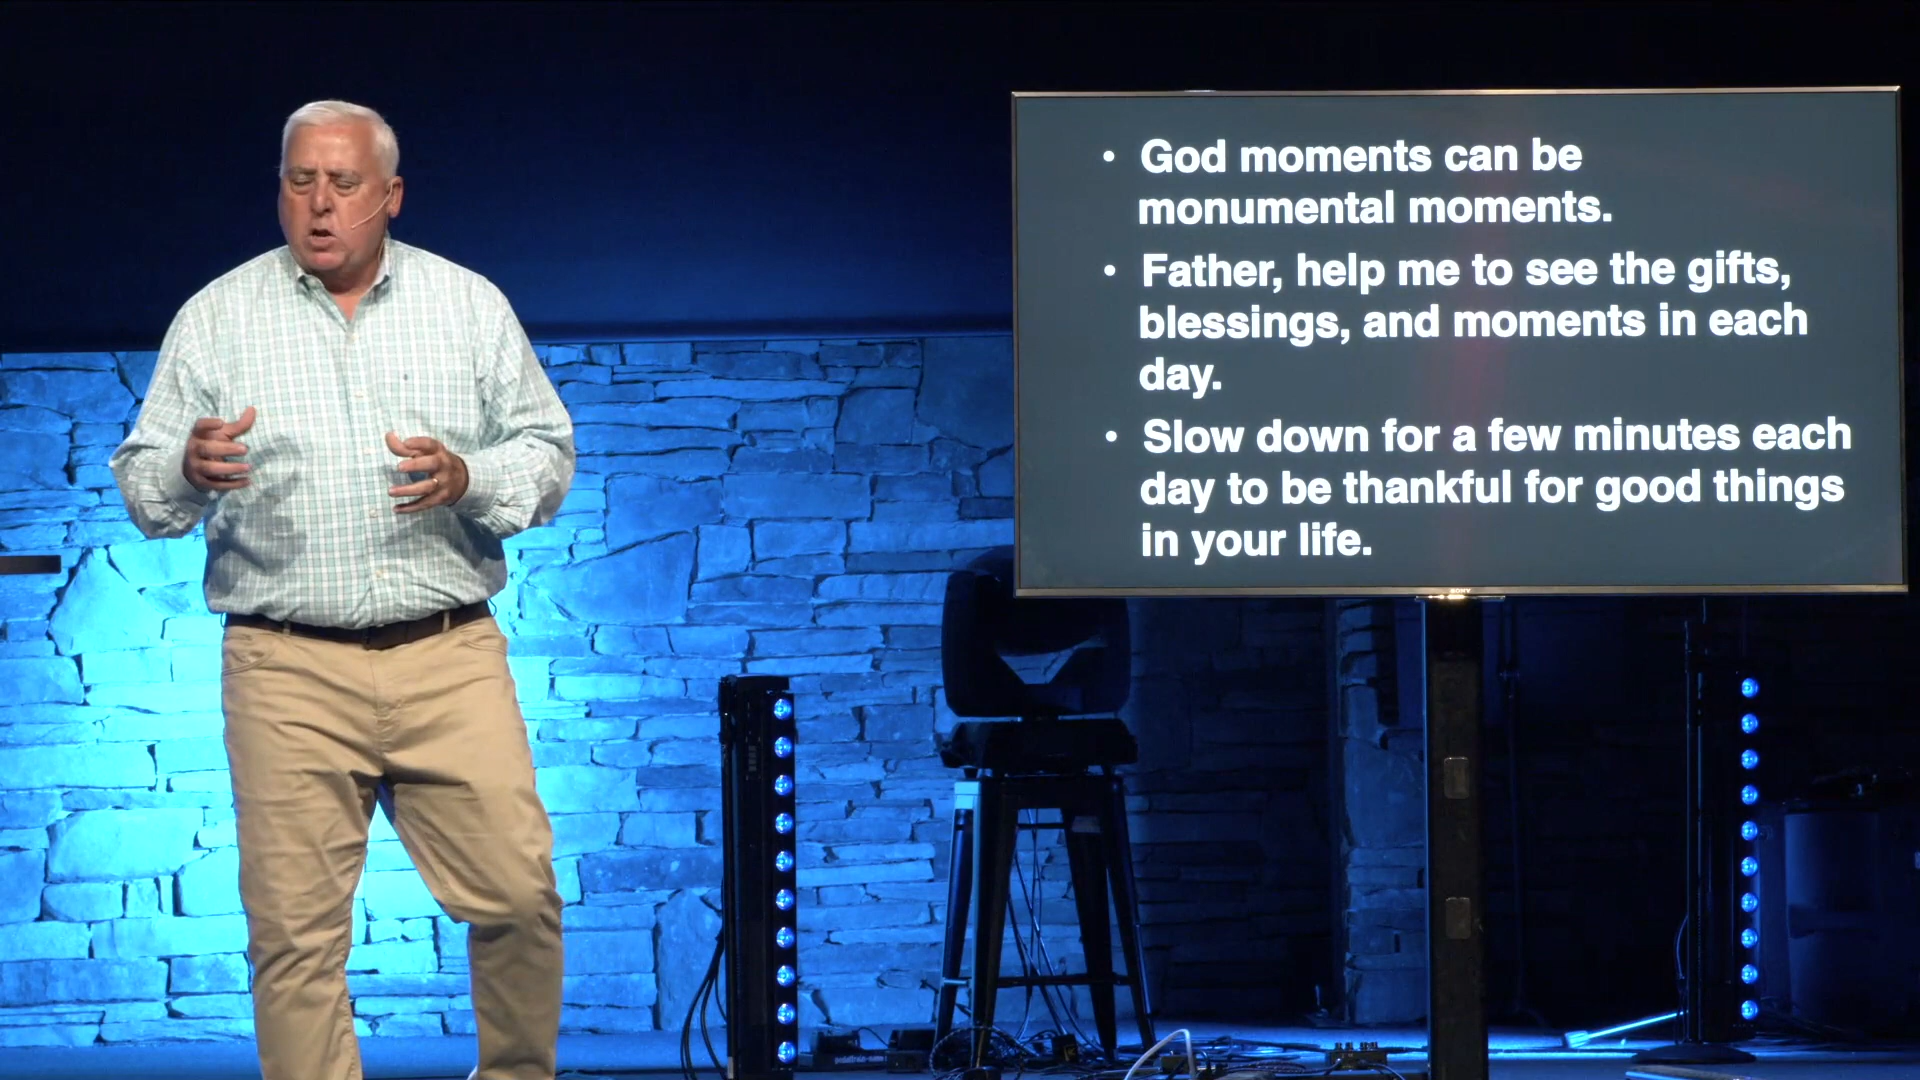 • God moments can be
monumental moments.
• Father, help me to see the gifts,
blessings, and moments in each
day.
• Slow down for a few minutes each
day to be thankful for good things
in your life.
SONY